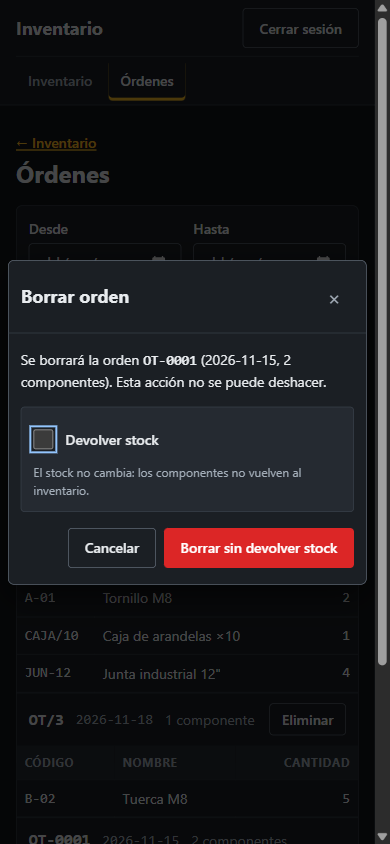 Inventario
Cerrar sesión
Inventario
Órdenes
← Inventario
Órdenes
Desde
Hasta
Borrar orden
×
Se borrará la orden OT-0001 (2026-11-15, 2
componentes). Esta acción no se puede deshacer.
Devolver stock
El stock no cambia: los componentes no vuelven al
inventario.
Cancelar
Borrar sin devolver stock
A-01 Tornillo M8 2
CAJA/10 Caja de arandelas ×10 1
JUN-12 Junta industrial 12" 4
OT/3 2026-11-18 1 componente Eliminar
CÓDIGO NOMBRE CANTIDAD
B-02 Tuerca M8 5
OT-0001 2026-11-15 2 componentes